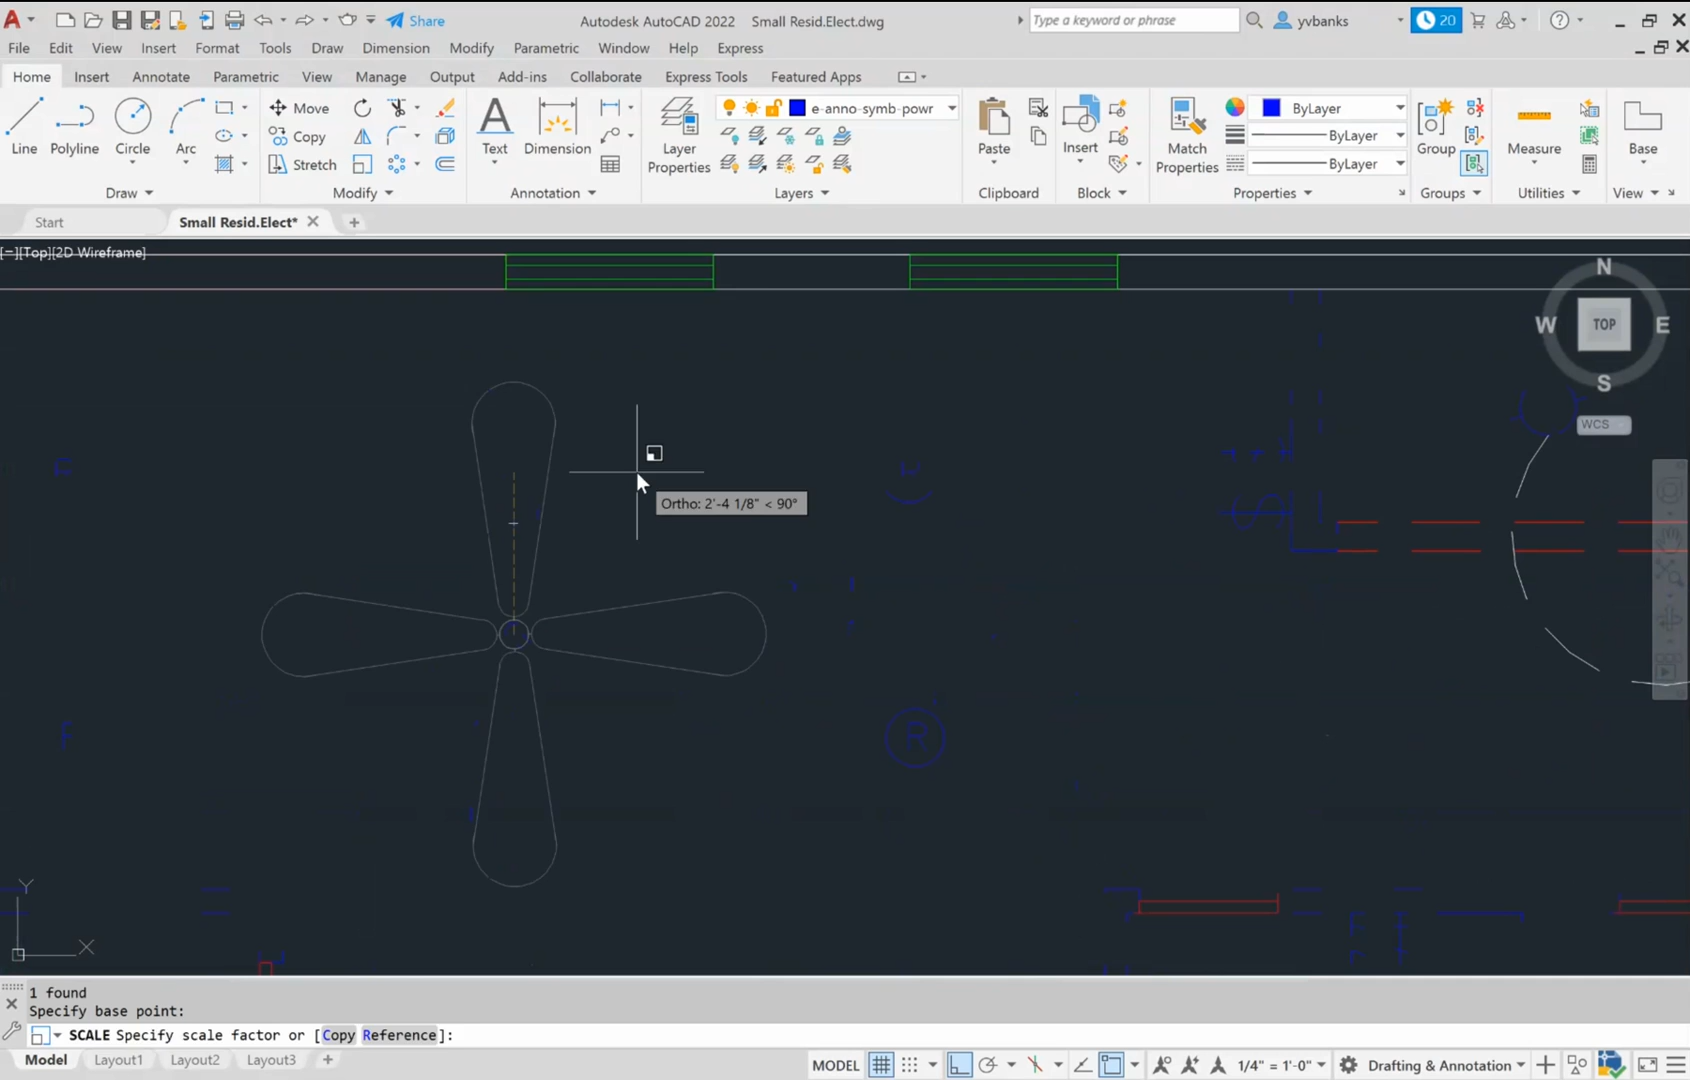 Share
Autodesk AutoCAD 2022 Small Resid.Elect.dwg
Type a keyword or phrase
yvbanks
20
File Edit View Insert Format Tools Draw Dimension Modify Parametric Window Help Express
Home Insert Annotate Parametric View Manage Output Add-ins Collaborate Express Tools Featured Apps
Line Polyline Circle Arc
Move
Copy
Stretch
Text Dimension
Layer Properties
e-anno-symb-powr
Paste
Insert
Match Properties
ByLayer
ByLayer
ByLayer
Group
Measure
Base
Draw Modify Annotation Layers Clipboard Block Properties Groups Utilities View
Start Small Resid.Elect*
[−][Top][2D Wireframe]
N
W TOP E
S
WCS
Ortho: 2'-4 1/8" < 90°
R
Y
X
1 found
Specify base point:
SCALE Specify scale factor or [Copy Reference]:
Model Layout1 Layout2 Layout3
MODEL 1/4" = 1'-0" Drafting & Annotation